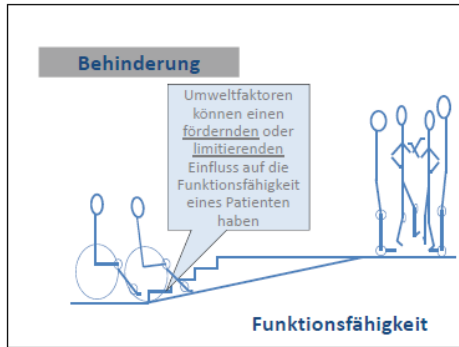 Behinderung
Umweltfaktoren
können einen
fördernden oder
limitierenden
Einfluss auf die
Funktionsfähigkeit
eines Patienten
haben
Funktionsfähigkeit